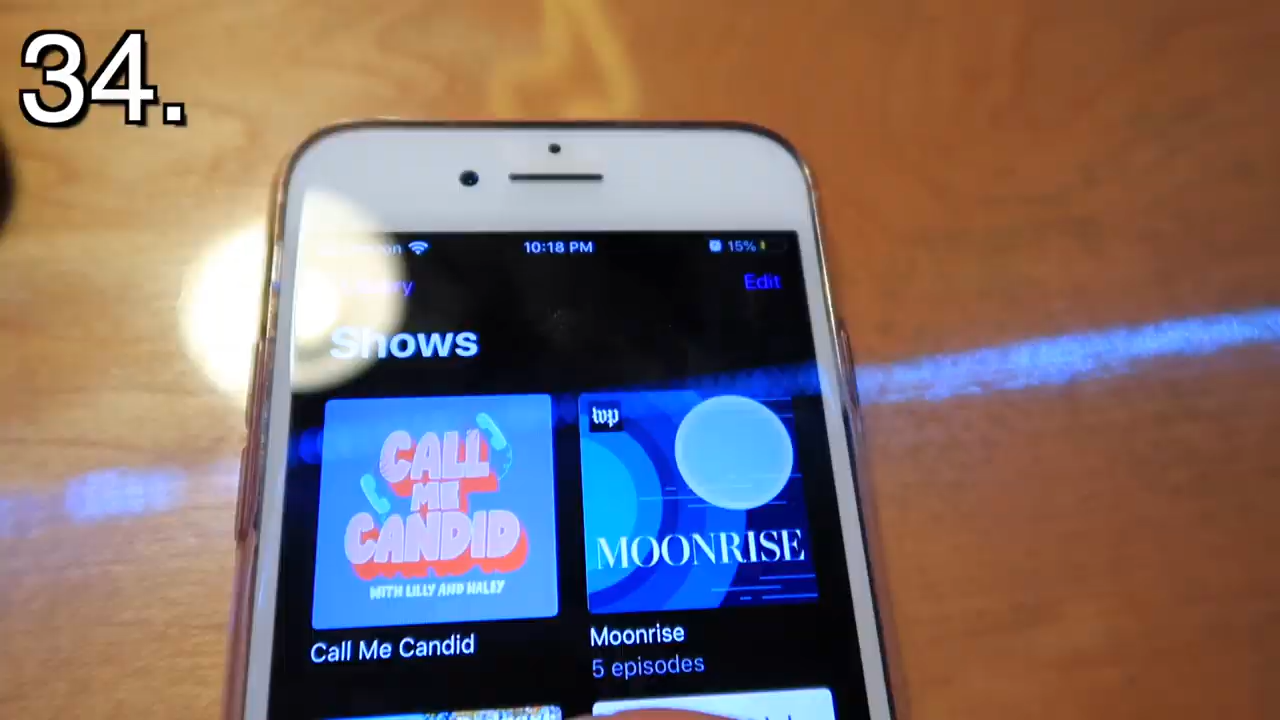 34.
10:18 PM
15%
Edit
Shows
wp
CALL
ME
CANDID
WITH LILLY AND HALEY
MOONRISE
Call Me Candid
Moonrise
5 episodes